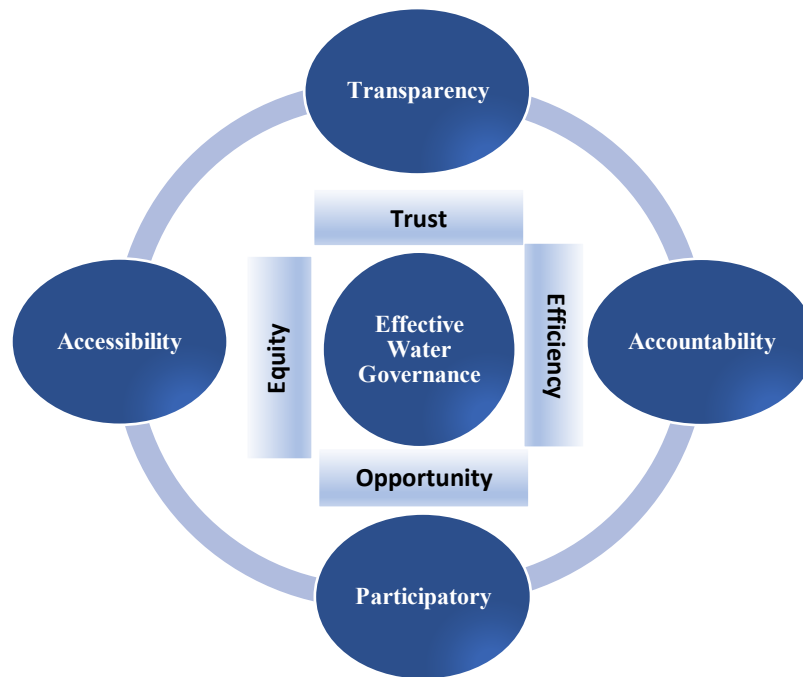 Transparency
Trust
Accessibility
Equity
Effective
Water
Governance
Efficiency
Accountability
Opportunity
Participatory